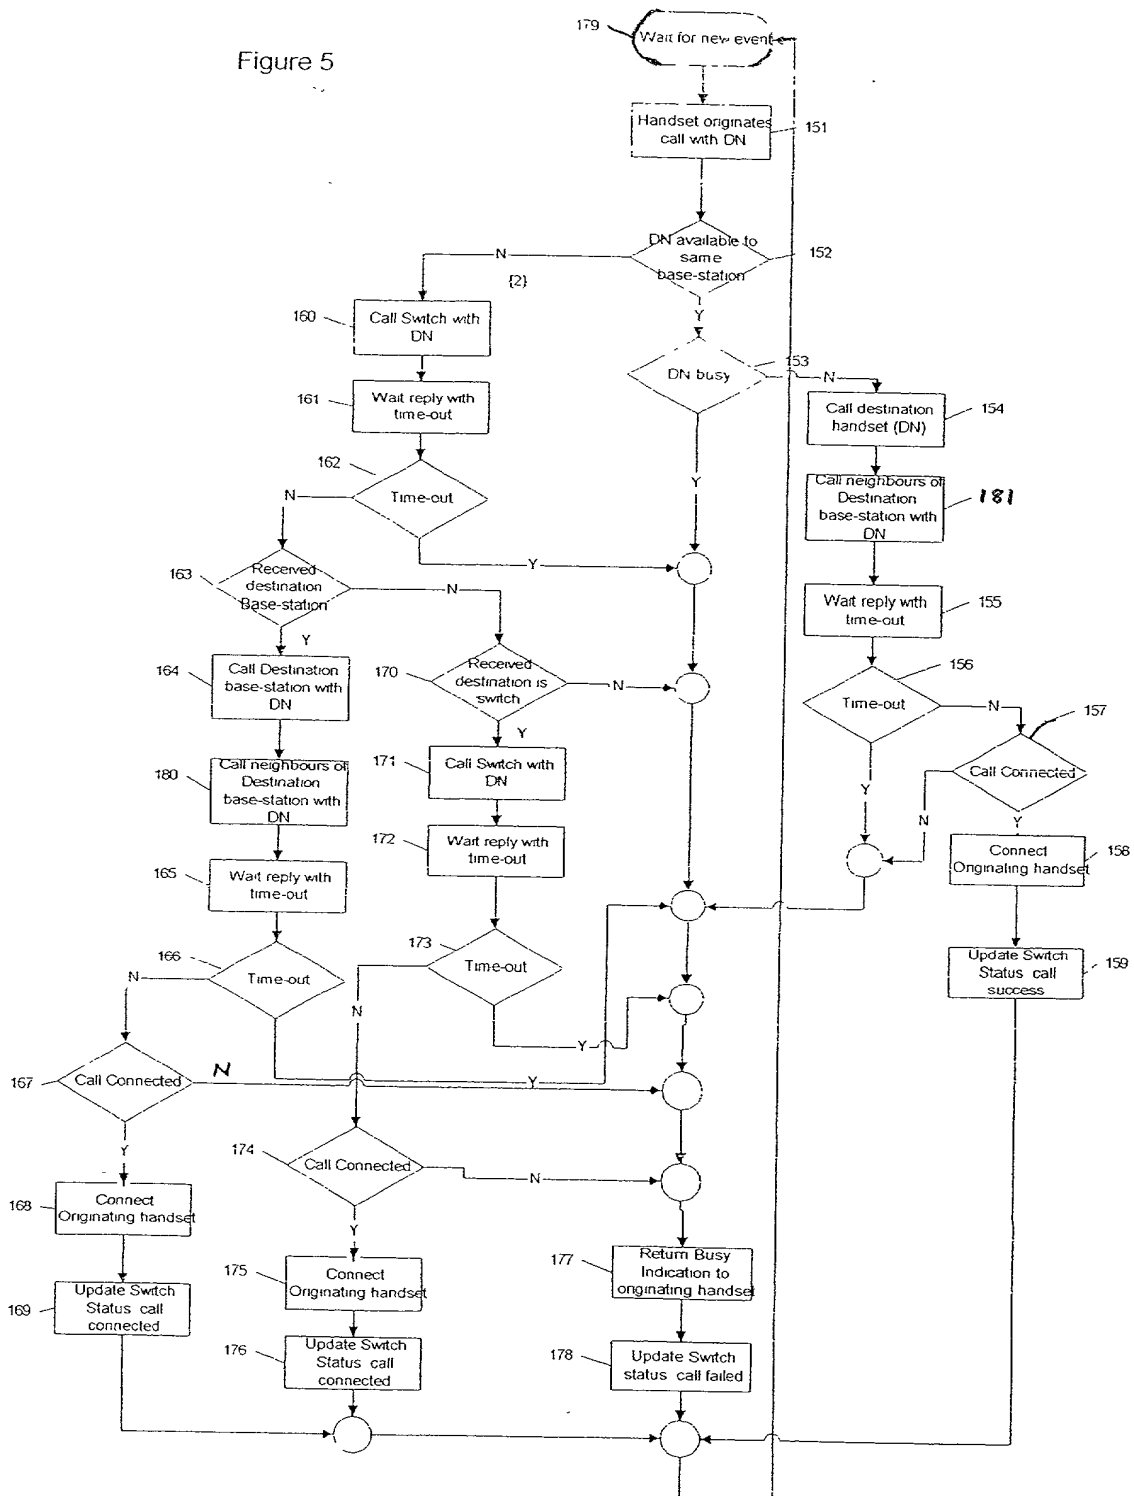 Figure 5
179
Wait for new event
Handset originates
call with DN
151
DN available to
same
base-station
152
N
{2}
Y
160
Call Switch with
DN
DN busy
153
N
161
Wait reply with
time-out
Call destination
handset (DN)
154
162
Time-out
N
Y
Y
Call neighbours of
Destination
base-station with
DN
181
163
Received
destination
Base-station
N
Y
Wait reply with
time-out
155
164
Call Destination
base-station with
DN
170
Received
destination is
switch
N
Y
156
Time-out
N
Y
157
Call Connected
N
Y
180
Call neighbours of
Destination
base-station with
DN
171
Call Switch with
DN
172
Wait reply with
time-out
Connect
Originating handset
158
165
Wait reply with
time-out
166
Time-out
N
Y
173
Time-out
N
Y
Update Switch
Status call
success
159
167
Call Connected
N
Y
174
Call Connected
N
Y
168
Connect
Originating handset
175
Connect
Originating handset
177
Return Busy
Indication to
originating handset
169
Update Switch
Status call
connected
176
Update Switch
Status call
connected
178
Update Switch
status call failed